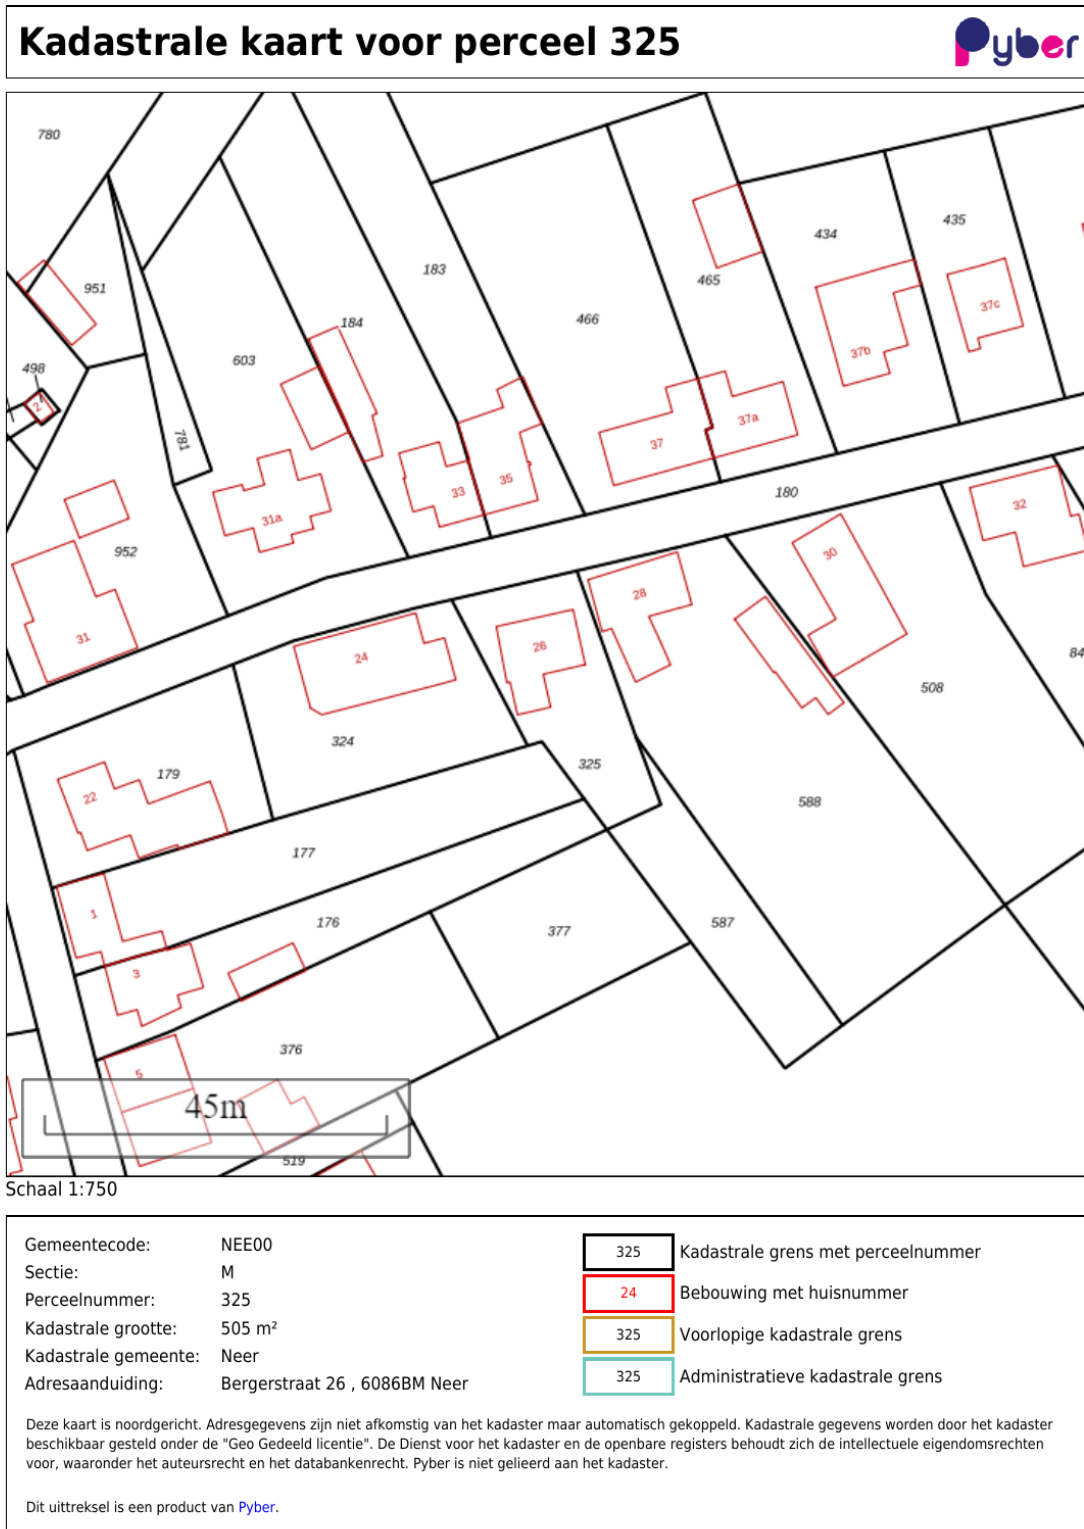 Kadastrale kaart voor perceel 325
Pyber
780
951
498
24
603
184
183
466
465
434
435
37c
37b
37a
37
781
31a
33
35
180
952
31
32
30
28
26
24
84
508
324
325
179
22
588
177
1
176
377
587
3
376
5
45m
519
Schaal 1:750
Gemeentecode: NEE00
Sectie: M
Perceelnummer: 325
Kadastrale grootte: 505 m²
Kadastrale gemeente: Neer
Adresaanduiding: Bergerstraat 26 , 6086BM Neer
325 Kadastrale grens met perceelnummer
24 Bebouwing met huisnummer
325 Voorlopige kadastrale grens
325 Administratieve kadastrale grens
Deze kaart is noordgericht. Adresgegevens zijn niet afkomstig van het kadaster maar automatisch gekoppeld. Kadastrale gegevens worden door het kadaster
beschikbaar gesteld onder de "Geo Gedeeld licentie". De Dienst voor het kadaster en de openbare registers behoudt zich de intellectuele eigendomsrechten
voor, waaronder het auteursrecht en het databankenrecht. Pyber is niet gelieerd aan het kadaster.
Dit uittreksel is een product van Pyber.